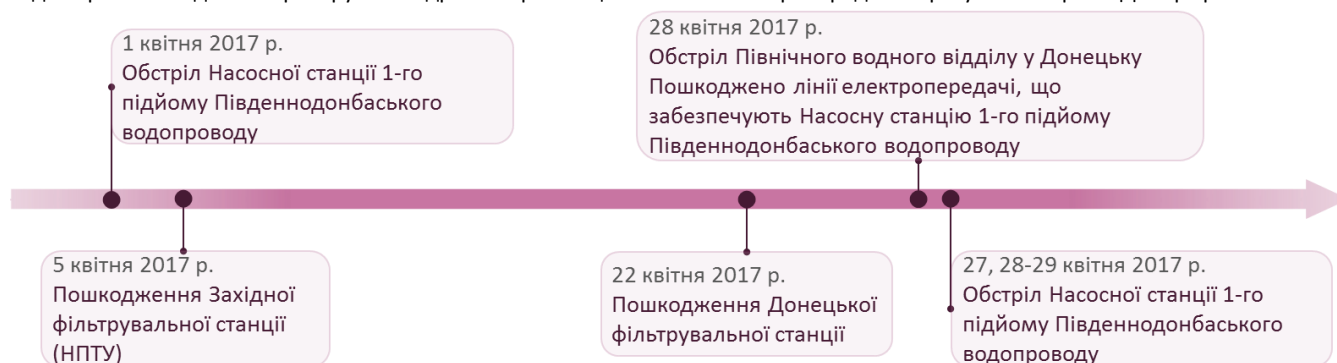 1 квітня 2017 р.
Обстріл Насосної станції 1-го
підйому Південнодонбаського
водопроводу
28 квітня 2017 р.
Обстріл Північного водного відділу у Донецьку
Пошкоджено лінії електропередачі, що
забезпечують Насосну станцію 1-го підйому
Південнодонбаського водопроводу
5 квітня 2017 р.
Пошкодження Західної
фільтрувальної станції
(НПТУ)
22 квітня 2017 р.
Пошкодження Донецької
фільтрувальної станції
27, 28-29 квітня 2017 р.
Обстріл Насосної станції 1-го
підйому Південнодонбаського
водопроводу